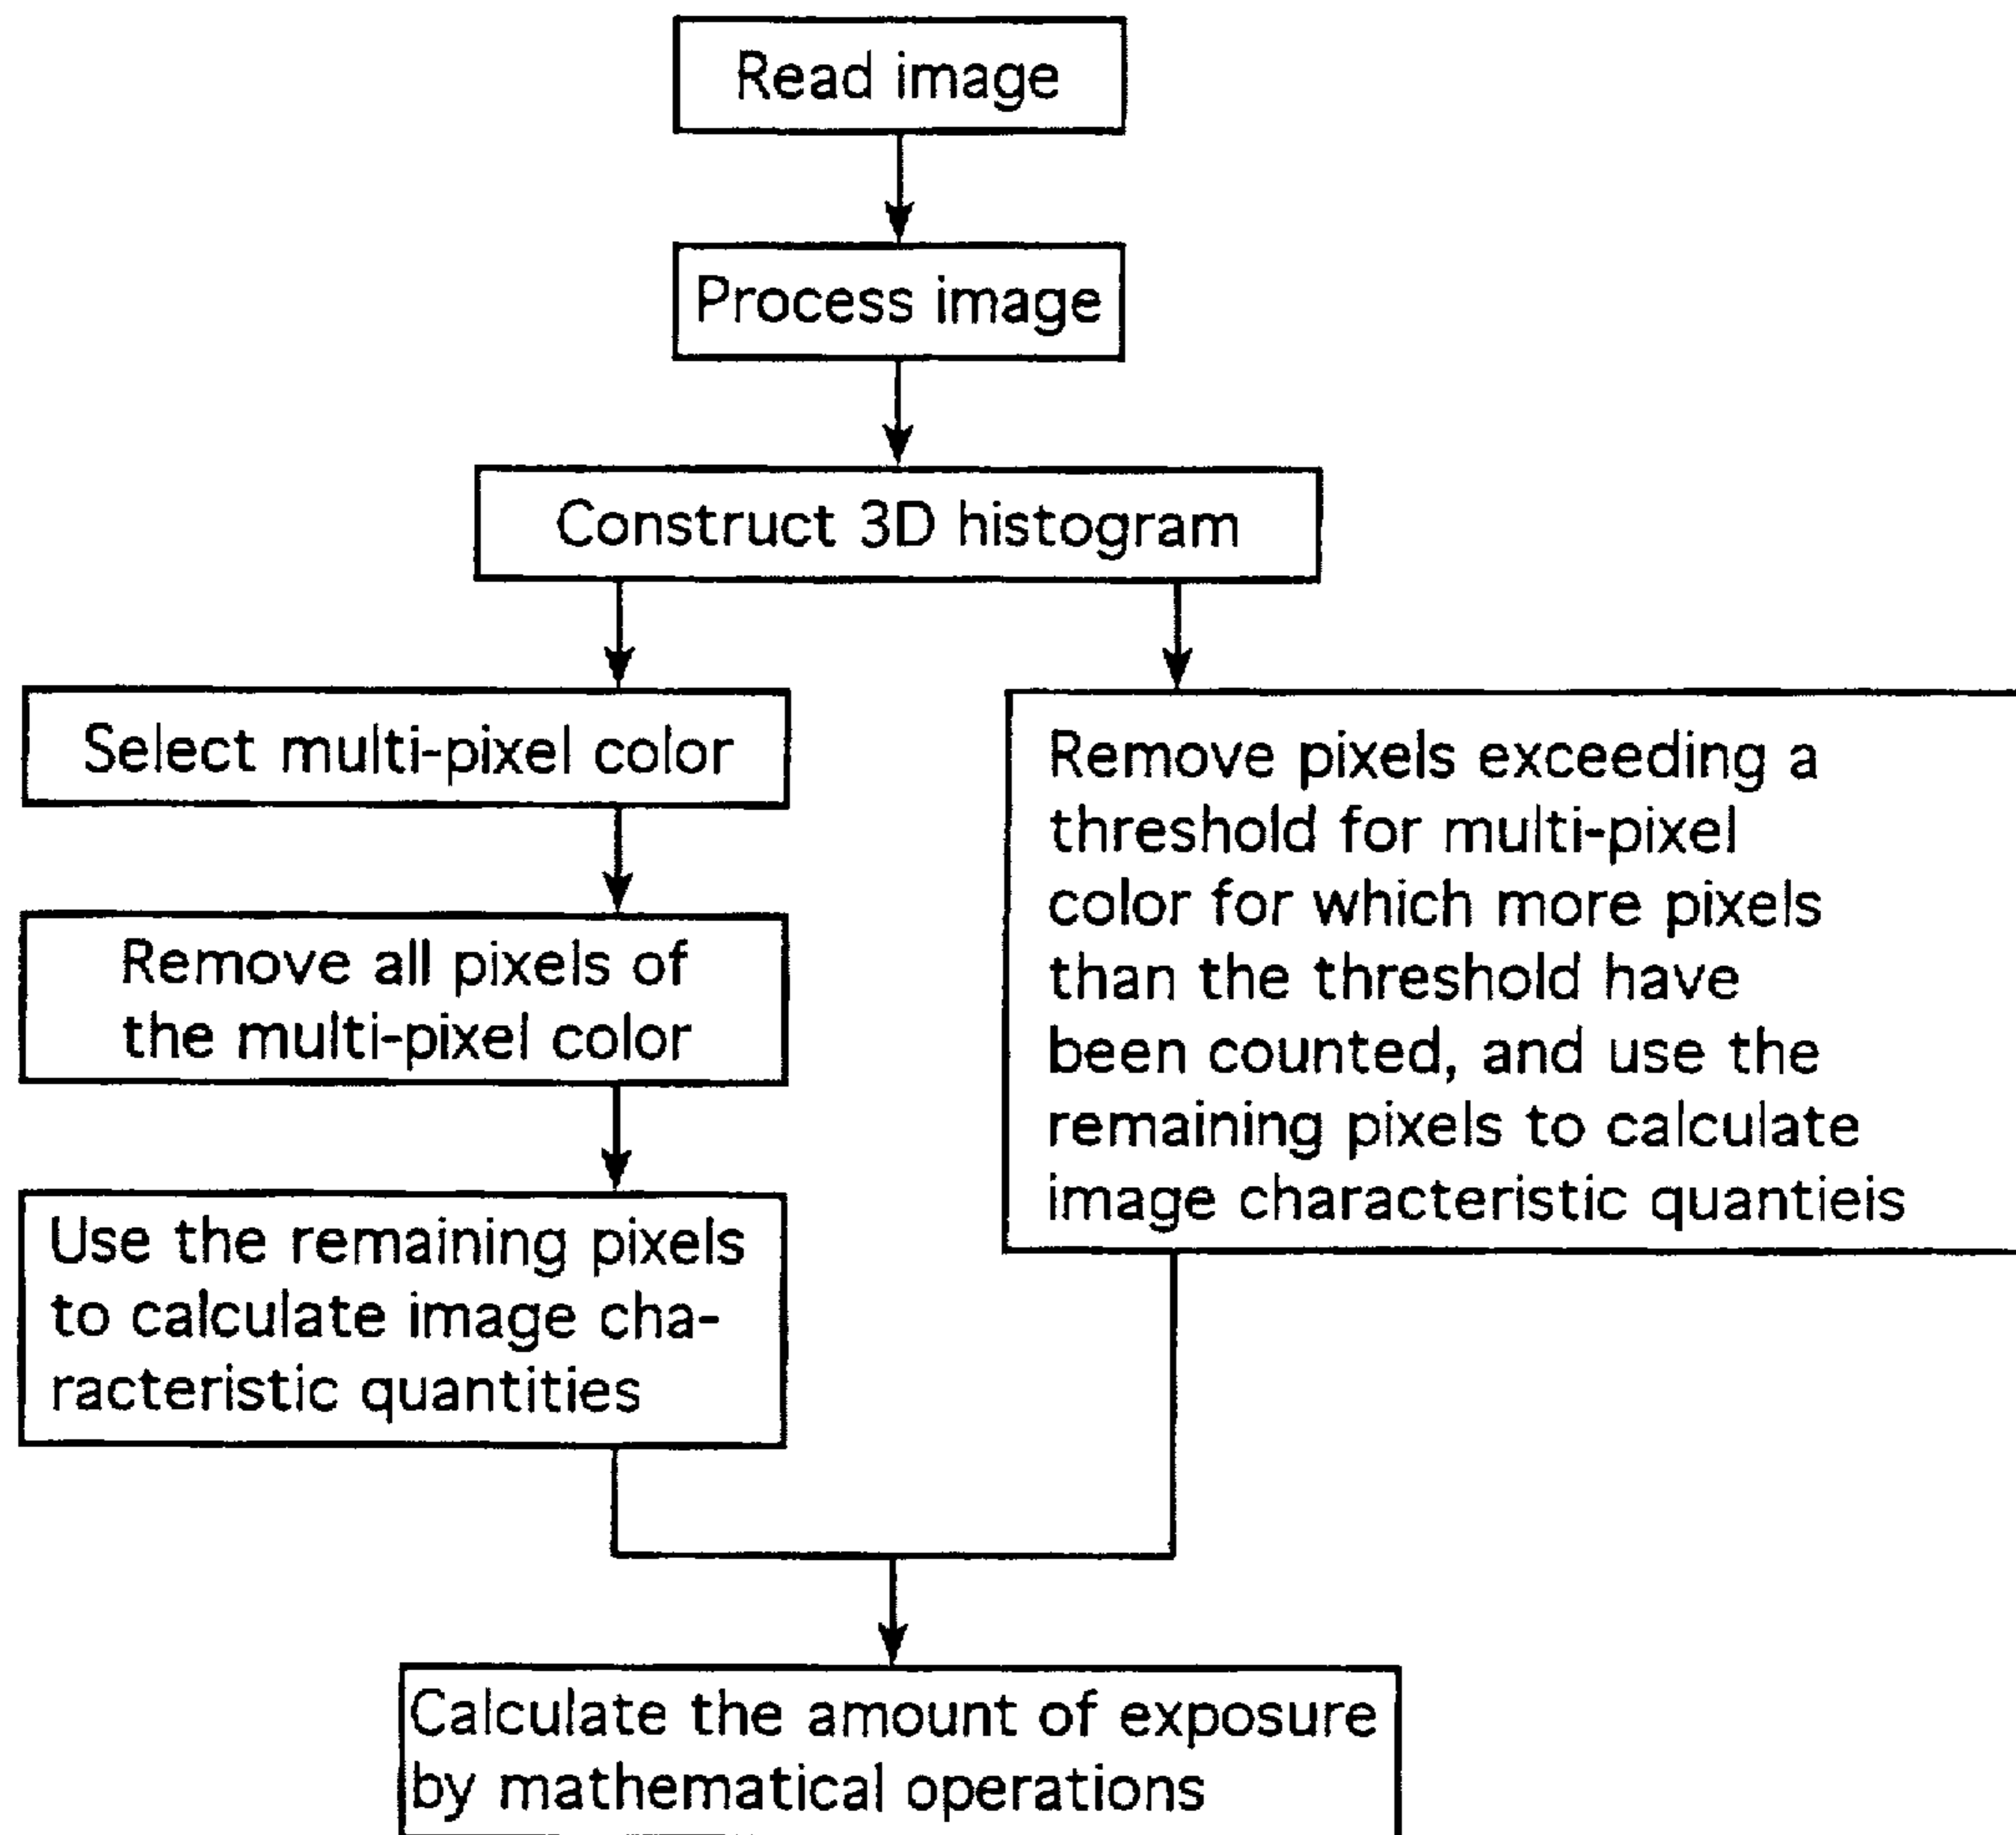 Read image
Process image
Construct 3D histogram
Select multi-pixel color
Remove all pixels of
the multi-pixel color
Use the remaining pixels
to calculate image cha-
racteristic quantities
Remove pixels exceeding a
threshold for multi-pixel
color for which more pixels
than the threshold have
been counted, and use the
remaining pixels to calculate
image characteristic quantieis
Calculate the amount of exposure
by mathematical operations